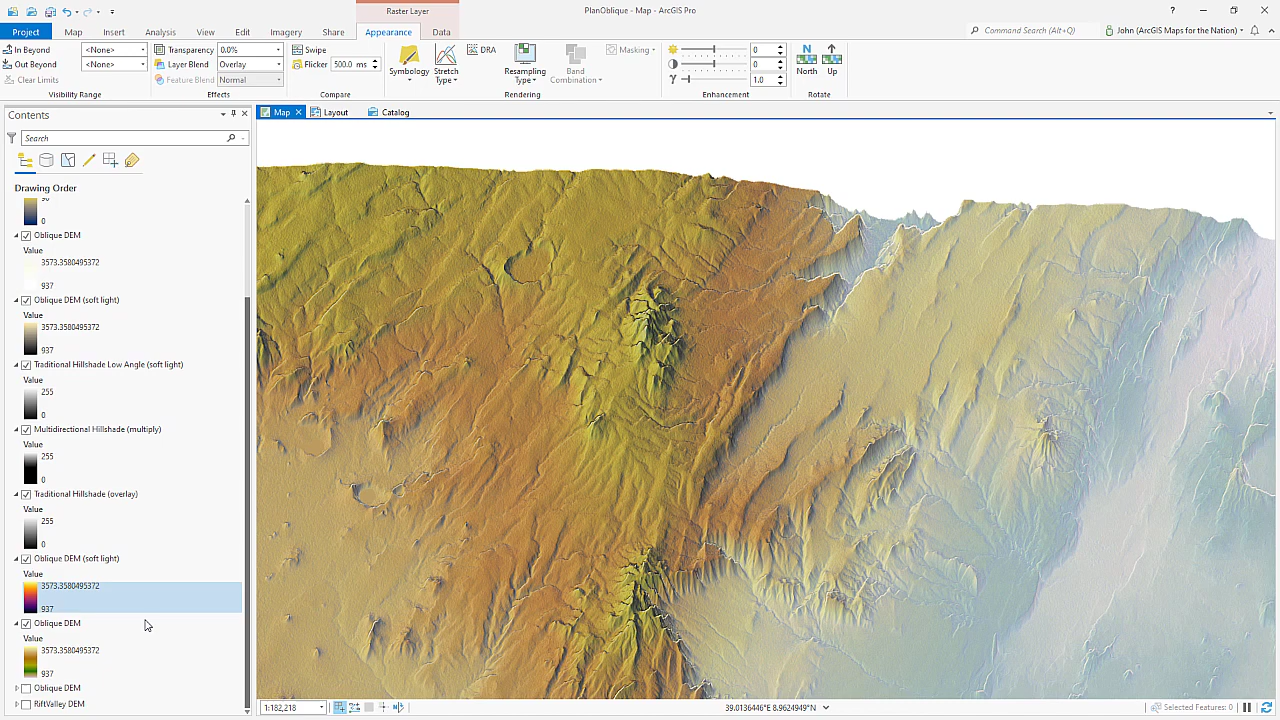 Raster Layer
PlanOblique - Map - ArcGIS Pro
?
Project Map Insert Analysis View Edit Imagery Share Appearance Data
Command Search (Alt+Q)
John (ArcGIS Maps for the Nation)
In Beyond <None>
Out Beyond <None>
Clear Limits
Visibility Range
Transparency 0.0%
Layer Blend Overlay
Feature Blend Normal
Effects
Swipe
Flicker 500.0 ms
Compare
Symbology
Stretch
Type
DRA
Resampling
Type
Band
Combination
Masking
Rendering
0
0
1.0
Enhancement
N
North Up
Rotate
Contents
Search
Drawing Order
0
Oblique DEM
Value
3573.3580495372
937
Oblique DEM (soft light)
Value
3573.3580495372
937
Traditional Hillshade Low Angle (soft light)
Value
255
0
Multidirectional Hillshade (multiply)
Value
255
0
Traditional Hillshade (overlay)
Value
255
0
Oblique DEM (soft light)
Value
3573.3580495372
937
Oblique DEM
Value
3573.3580495372
937
Oblique DEM
RiftValley DEM
Map Layout Catalog
1:182,218
39.0136446°E 8.9624949°N
Selected Features: 0